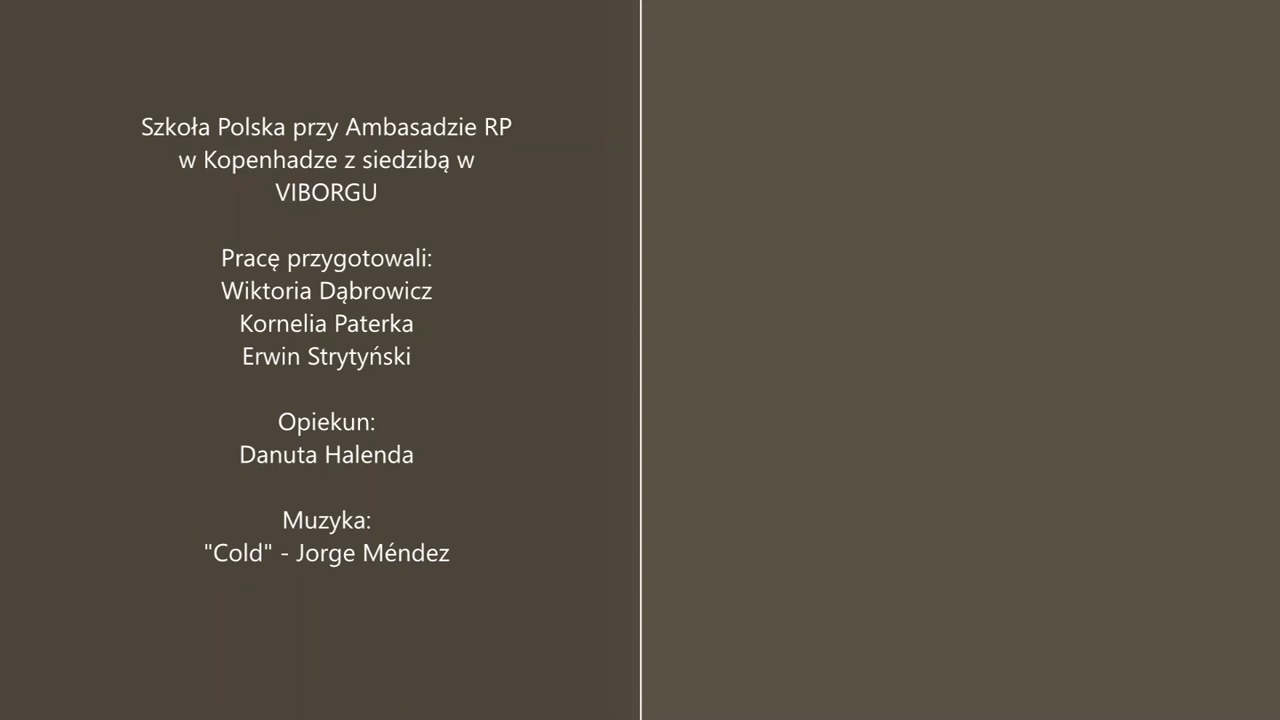 Szkoła Polska przy Ambasadzie RP
w Kopenhadze z siedzibą w
VIBORGU
Pracę przygotowali:
Wiktoria Dąbrowicz
Kornelia Paterka
Erwin Strytyński
Opiekun:
Danuta Halenda
Muzyka:
"Cold" - Jorge Méndez